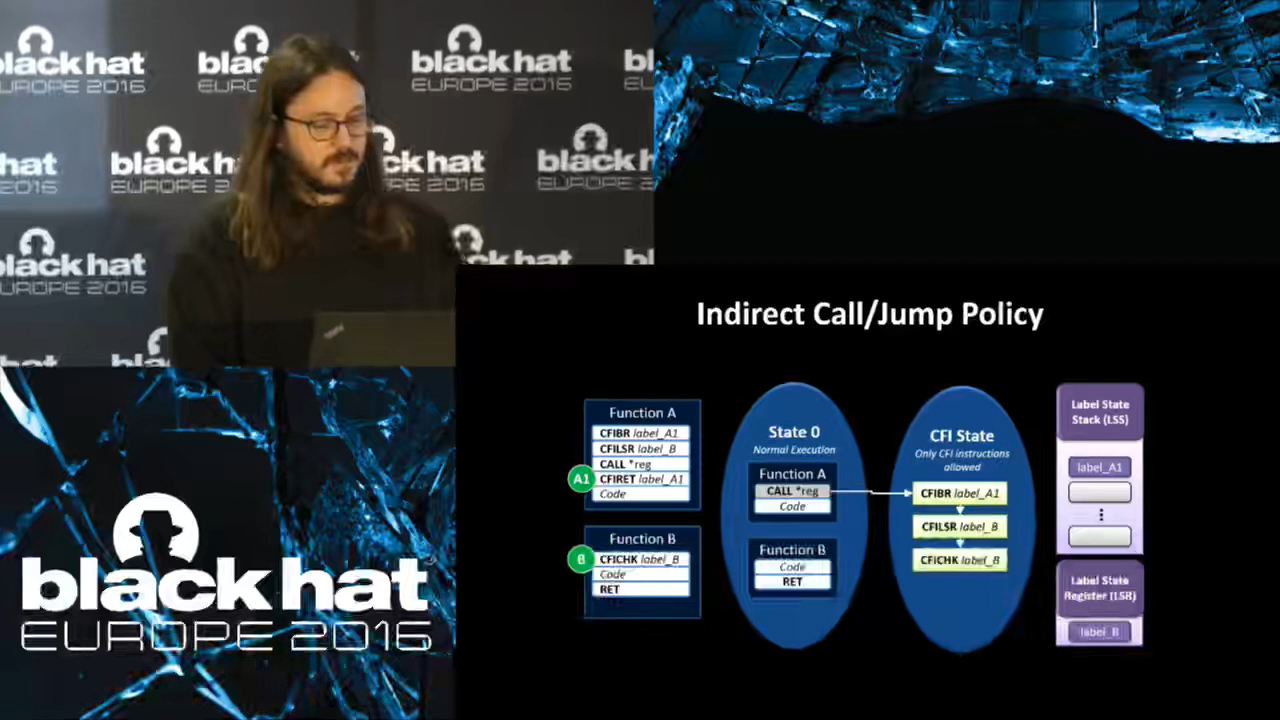 black hat
EUROPE 2016
black hat
EUROPE 2016
black hat
EUROPE 2016
black hat
EUROPE 2016
black hat
EUROPE 2016
black hat
EUROPE 2016
Indirect Call/Jump Policy
Function A
CFIBR label_A1
CFILSR label_B
CALL *reg
A1
CFIRET label_A1
Code
Function B
B
CFICHK label_B
Code
RET
State 0
Normal Execution
Function A
CALL *reg
Code
Function B
Code
RET
CFI State
Only CFI instructions
allowed
CFIBR label_A1
CFILSR label_B
CFICHK label_B
Label State
Stack (LSS)
label_A1
Label State
Register (LSR)
label_B